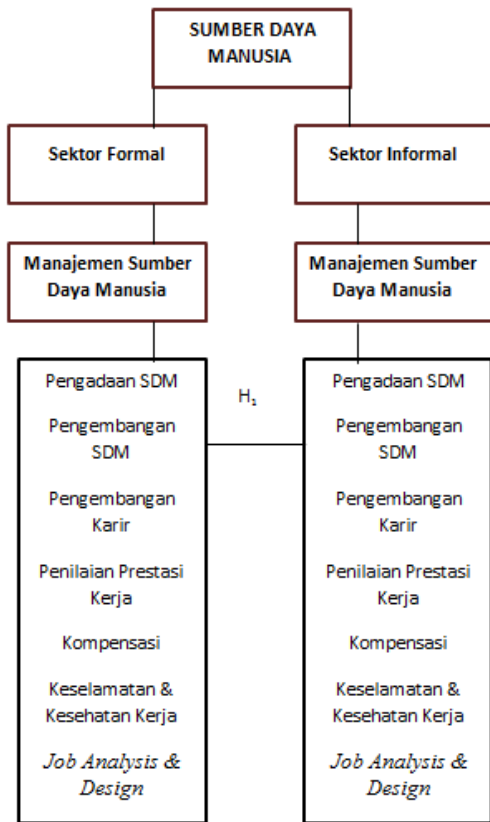 SUMBER DAYA
MANUSIA
Sektor Formal
Sektor Informal
Manajemen Sumber
Daya Manusia
Manajemen Sumber
Daya Manusia
Pengadaan SDM
Pengembangan
SDM
Pengembangan
Karir
Penilaian Prestasi
Kerja
Kompensasi
Keselamatan &
Kesehatan Kerja
Job Analysis &
Design
H₁
Pengadaan SDM
Pengembangan
SDM
Pengembangan
Karir
Penilaian Prestasi
Kerja
Kompensasi
Keselamatan &
Kesehatan Kerja
Job Analysis &
Design